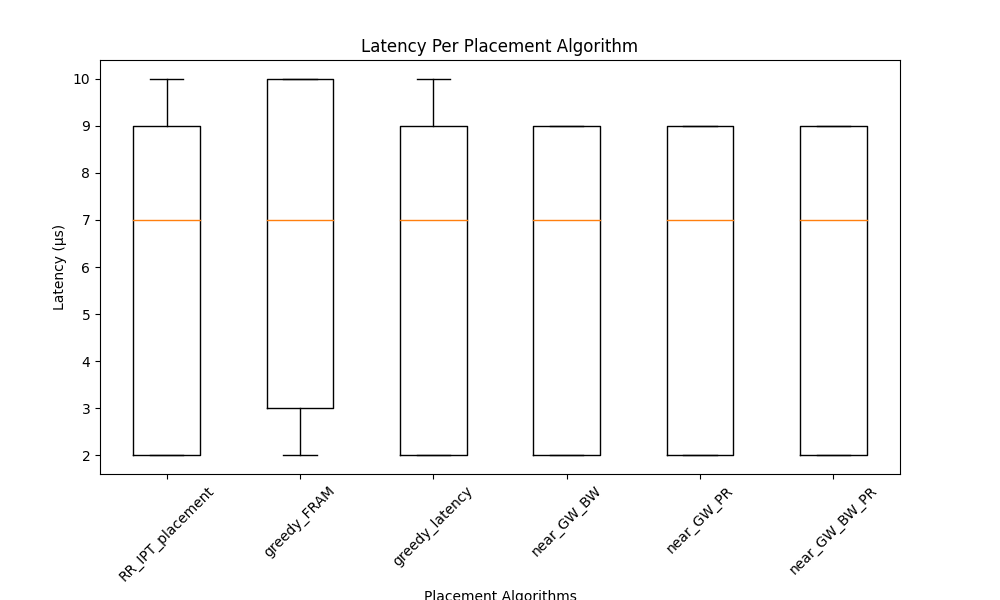 Latency Per Placement Algorithm
10
9
8
7
6
5
4
3
2
Latency (µs)
RR_IPT_placement
greedy_FRAM
greedy_latency
near_GW_BW
near_GW_PR
near_GW_BW_PR
Placement Algorithms